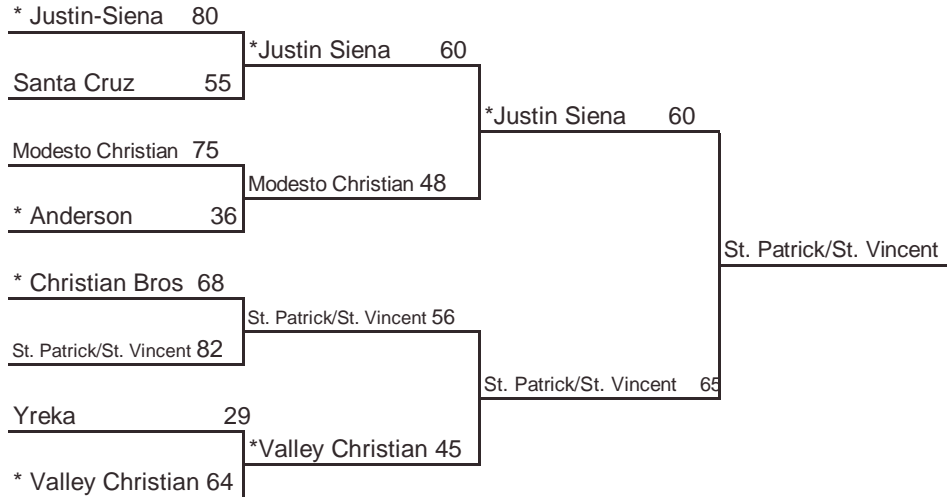 * Justin-Siena 80
*Justin Siena 60
Santa Cruz 55
*Justin Siena 60
Modesto Christian 75
Modesto Christian 48
* Anderson 36
St. Patrick/St. Vincent
* Christian Bros 68
St. Patrick/St. Vincent 56
St. Patrick/St. Vincent 82
St. Patrick/St. Vincent 65
Yreka 29
*Valley Christian 45
* Valley Christian 64